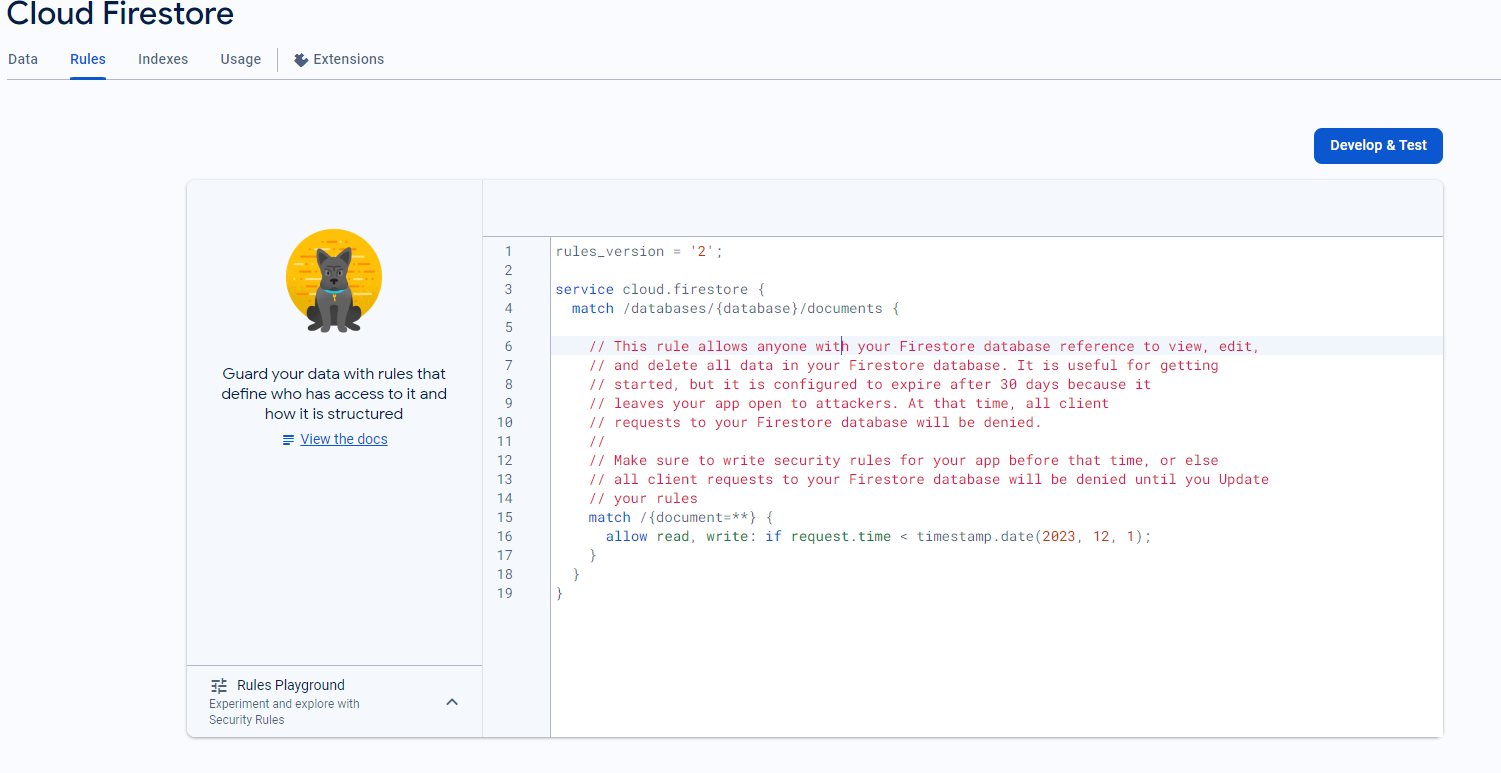 Cloud Firestore
Data Rules Indexes Usage Extensions
Develop & Test
Guard your data with rules that
define who has access to it and
how it is structured
View the docs
Rules Playground
Experiment and explore with
Security Rules
1 rules_version = '2';
2
3 service cloud.firestore {
4 match /databases/{database}/documents {
5
6 // This rule allows anyone with your Firestore database reference to view, edit,
7 // and delete all data in your Firestore database. It is useful for getting
8 // started, but it is configured to expire after 30 days because it
9 // leaves your app open to attackers. At that time, all client
10 // requests to your Firestore database will be denied.
11 //
12 // Make sure to write security rules for your app before that time, or else
13 // all client requests to your Firestore database will be denied until you Update
14 // your rules
15 match /{document=**} {
16 allow read, write: if request.time < timestamp.date(2023, 12, 1);
17 }
18 }
19 }